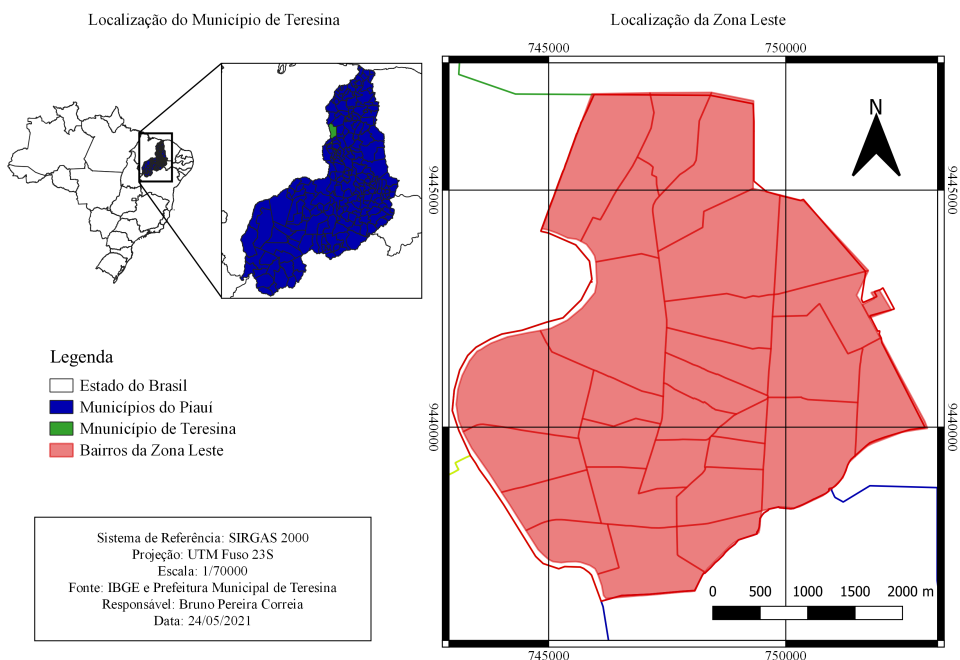 Localização do Município de Teresina
Localização da Zona Leste
745000
750000
N
9445000
9445000
9440000
9440000
Legenda
Estado do Brasil
Municípios do Piauí
Mnunicípio de Teresina
Bairros da Zona Leste
Sistema de Referência: SIRGAS 2000
Projeção: UTM Fuso 23S
Escala: 1/70000
Fonte: IBGE e Prefeitura Municipal de Teresina
Responsável: Bruno Pereira Correia
Data: 24/05/2021
0 500 1000 1500 2000 m
745000
750000